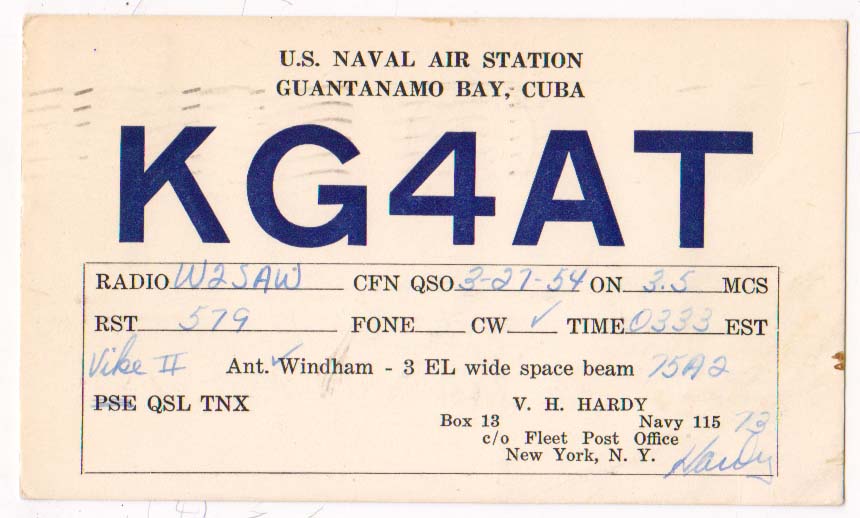 U.S. NAVAL AIR STATION
GUANTANAMO BAY, CUBA
KG4AT
RADIO W2SAW CFN QSO 3-27-54 ON 3.5 MCS
RST 579 FONE CW ✓ TIME 0333 EST
Vike II Ant. ✓ Windham - 3 EL wide space beam 75A2
PSE QSL TNX V. H. HARDY
Box 13 Navy 115 73
c/o Fleet Post Office
New York, N. Y. Hardy